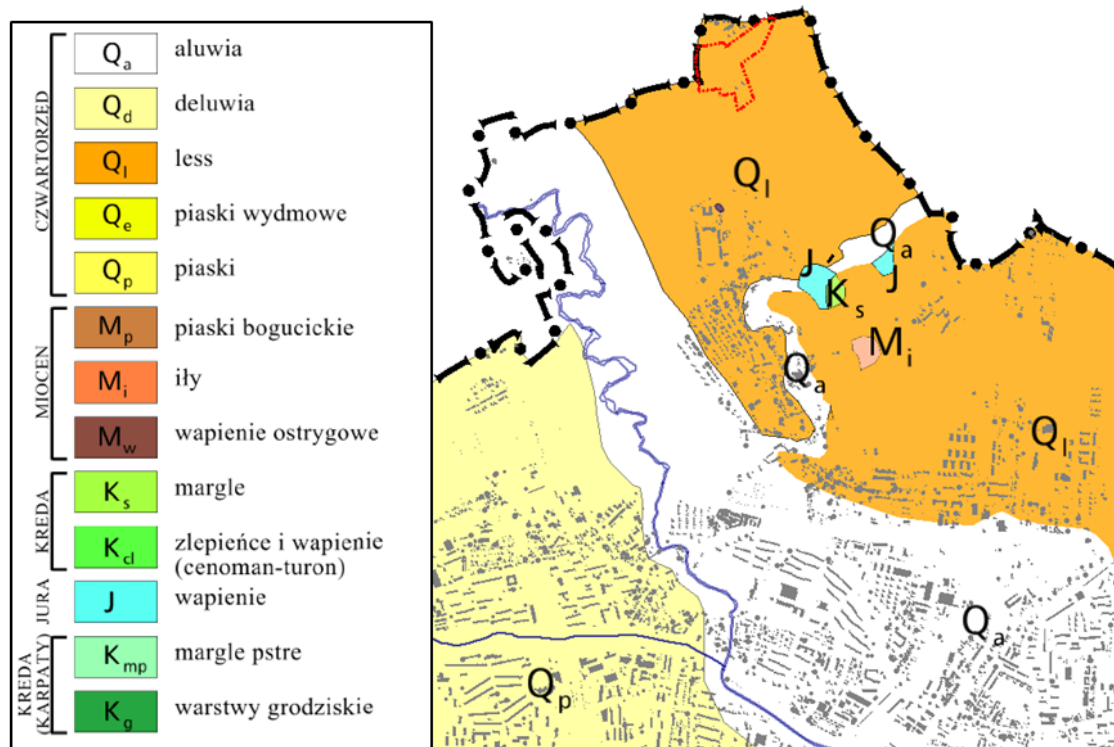 CZWARTORZED
Qa aluwia
Qd deluwia
Ql less
Qe piaski wydmowe
Qp piaski
MIOCEN
Mp piaski bogucickie
Mi iły
Mw wapienie ostrygowe
KREDA
Ks margle
Kcl zlepieńce i wapienie
(cenoman-turon)
JURA
J wapienie
KREDA
(KARPATY)
Kmp margle pstre
Kg warstwy grodziskie
Ql
Qa
J
J
Ks
Mi
Qa
Ql
Qa
Qp